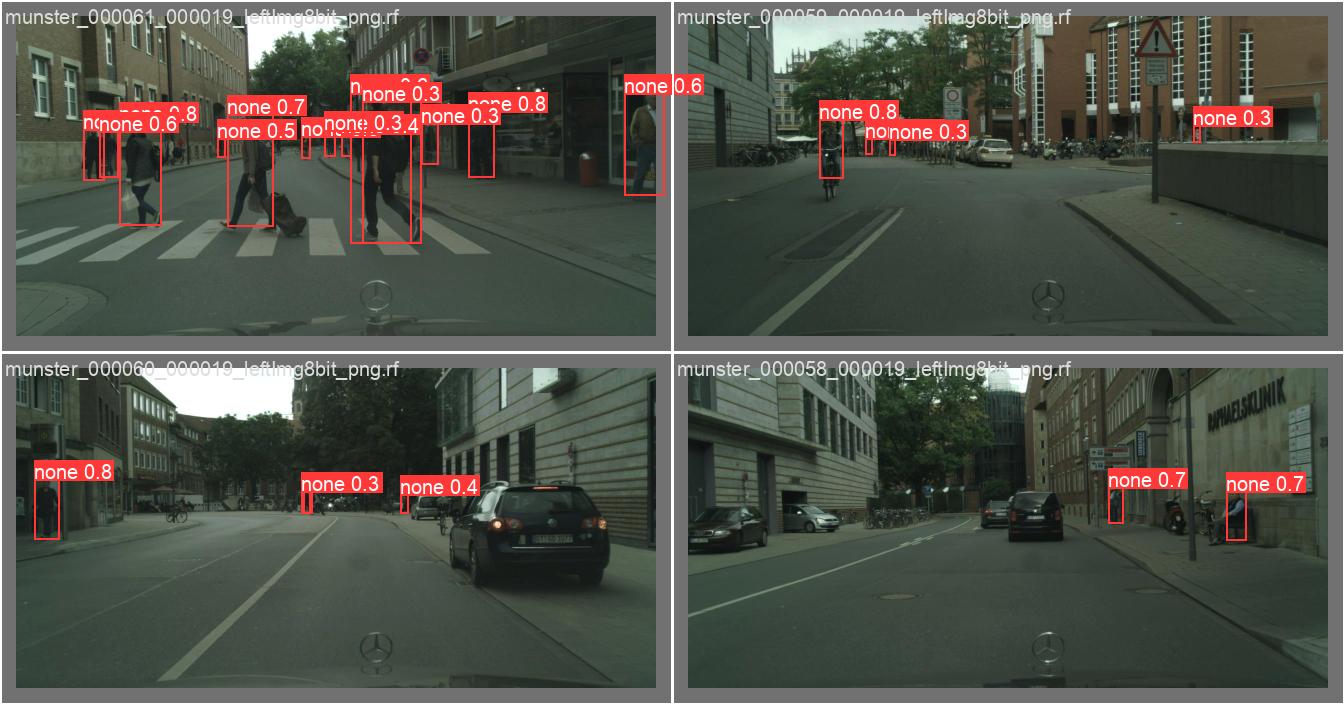 munster_000061_000019_leftImg8bit_png.rf
none 0.8
none 0.6
none 0.7
none 0.5
none 0.3
none 0.3
none 0.3
none 0.8
none 0.6
munster_000059_000019_leftImg8bit_png.rf
none 0.8
none 0.3
none 0.3
munster_000060_000019_leftImg8bit_png.rf
none 0.8
none 0.3
none 0.4
munster_000058_000019_leftImg8bit_png.rf
none 0.7
none 0.7
RAPHAELSKLINIK